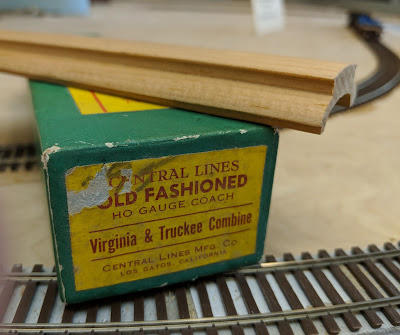 CENTRAL LINES
OLD FASHIONED
HO GAUGE COACH
Virginia & Truckee Combine
CENTRAL LINES MFG. CO
LOS GATOS, CALIFORNIA